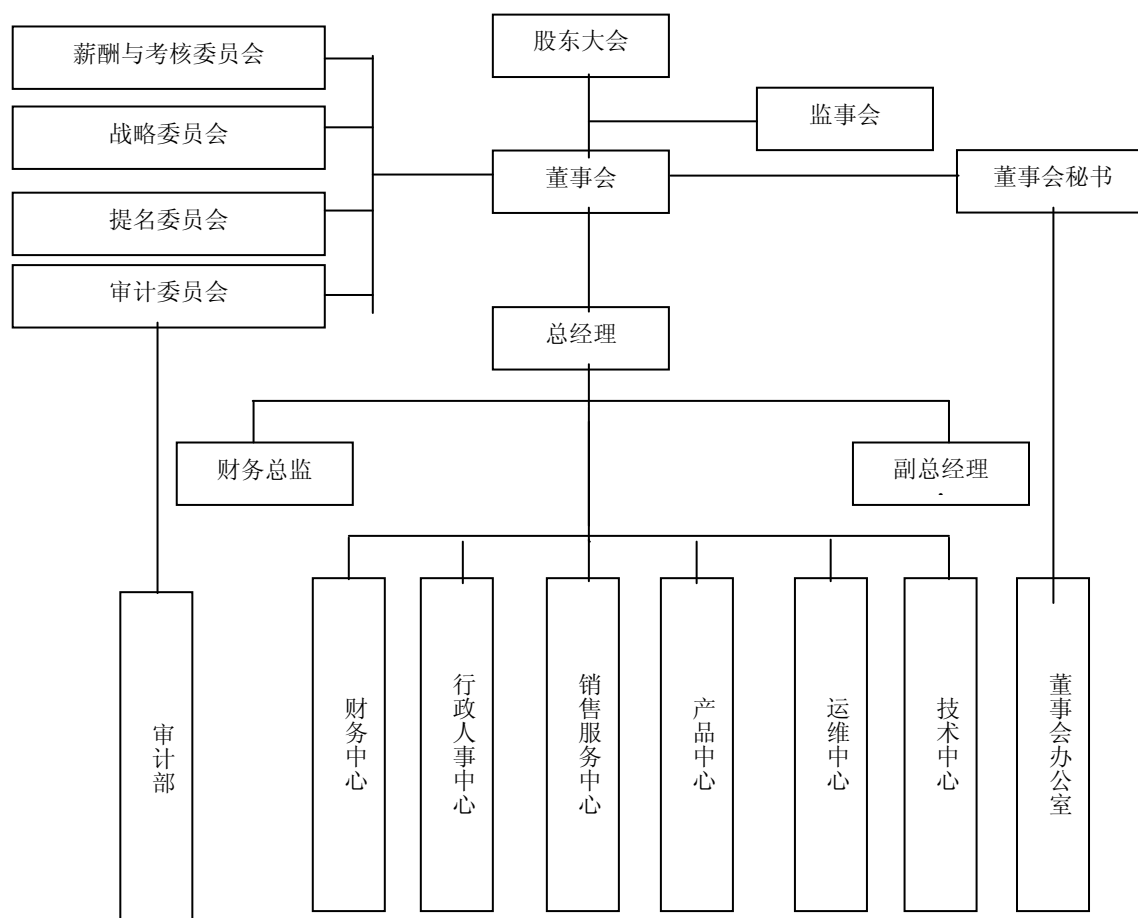 股东大会
薪酬与考核委员会
监事会
战略委员会
董事会
董事会秘书
提名委员会
审计委员会
总经理
财务总监
副总经理
审计部
财务中心
行政人事中心
销售服务中心
产品中心
运维中心
技术中心
董事会办公室